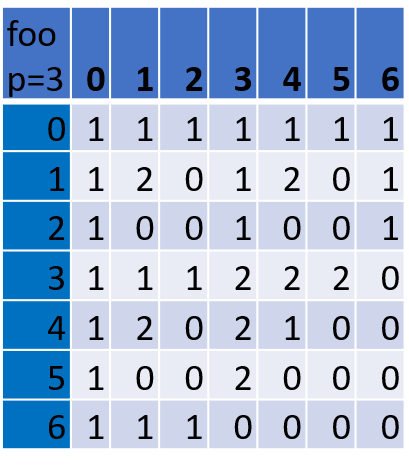 foo
p=3 0 1 2 3 4 5 6
0 1 1 1 1 1 1 1
1 1 2 0 1 2 0 1
2 1 0 0 1 0 0 1
3 1 1 1 2 2 2 0
4 1 2 0 2 1 0 0
5 1 0 0 2 0 0 0
6 1 1 1 0 0 0 0